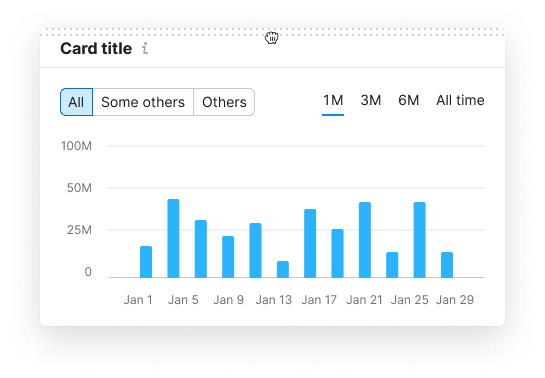 Card title i
All Some others Others 1M 3M 6M All time
100M
50M
25M
0
Jan 1 Jan 5 Jan 9 Jan 13 Jan 17 Jan 21 Jan 25 Jan 29